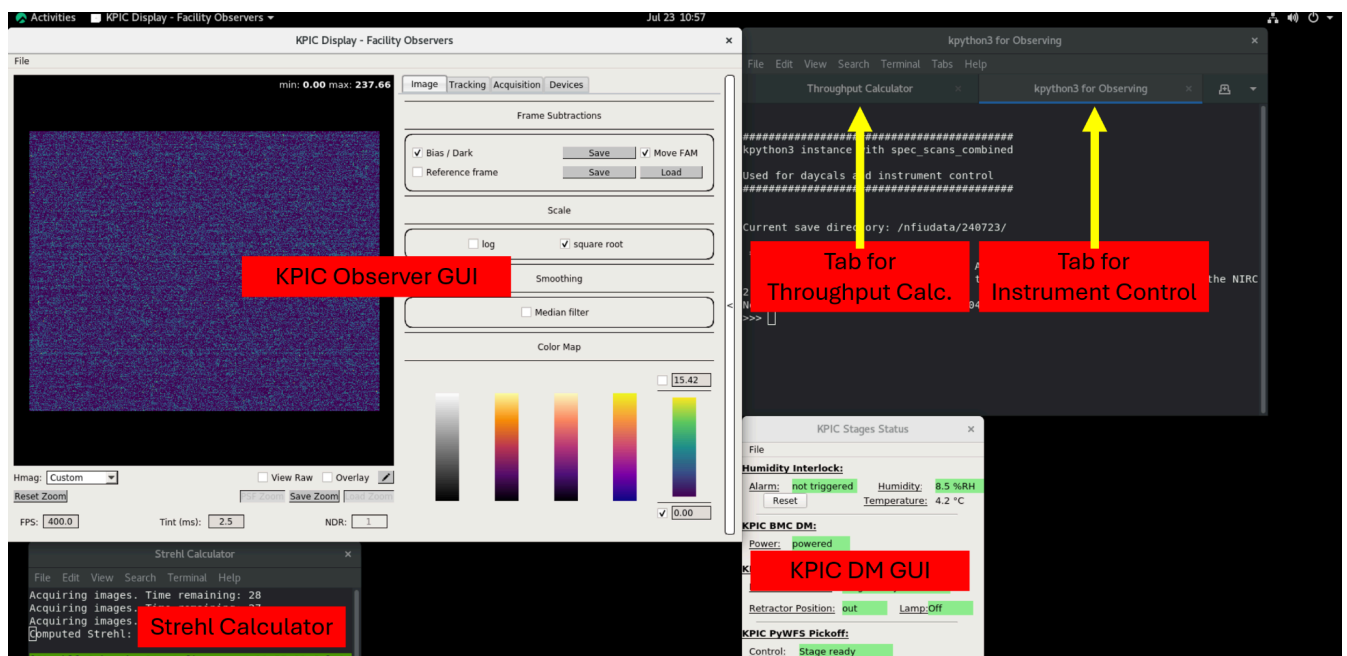 Activities KPIC Display - Facility Observers Jul 23 10:57
KPIC Display - Facility Observers ×
File
min: 0.00 max: 237.66
Image Tracking Acquisition Devices
Frame Subtractions
Bias / Dark Save Move FAM
Reference frame Save Load
Scale
log square root
Smoothing
Median filter
Color Map
15.42
0.00
<
KPIC Observer GUI
Hmag: Custom View Raw Overlay
Reset Zoom PSF Zoom Save Zoom Load Zoom
FPS: 400.0 Tint (ms): 2.5 NDR: 1
kpython3 for Observing ×
File Edit View Search Terminal Tabs Help
Throughput Calculator × kpython3 for Observing ×
##########################################
kpython3 instance with spec_scans_combined
Used for daycals and instrument control
##########################################
Current save directory: /nfiudata/240723/
the NIRC
2
>>>
Tab for
Throughput Calc.
Tab for
Instrument Control
Strehl Calculator ×
File Edit View Search Terminal Help
Acquiring images. Time remaining: 28
Acquiring images. Time remaining: 27
Acquiring images.
Computed Strehl:
Strehl Calculator
KPIC Stages Status ×
File
Humidity Interlock:
Alarm: not triggered Humidity: 8.5 %RH
Reset Temperature: 4.2 °C
KPIC BMC DM:
Power: powered
KPIC DM GUI
Retractor Position: out Lamp: Off
KPIC PyWFS Pickoff:
Control: Stage ready